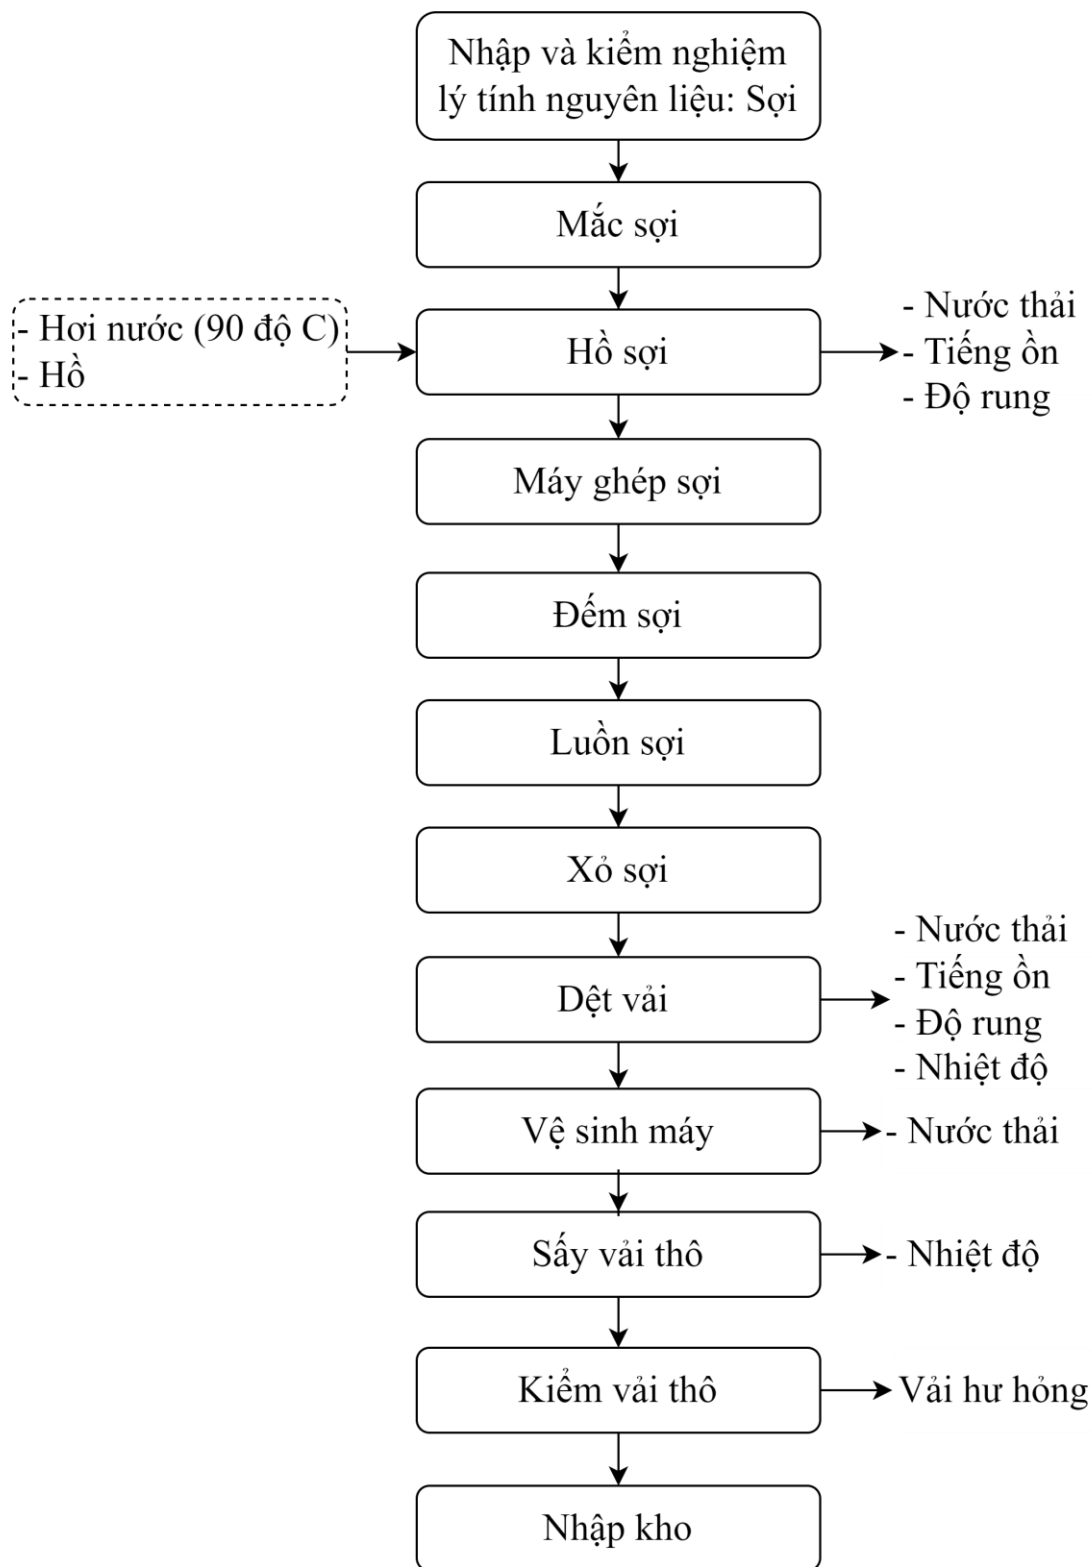 Nhập và kiểm nghiệm
lý tính nguyên liệu: Sợi
Mắc sợi
- Hơi nước (90 độ C)
- Hồ
Hồ sợi
- Nước thải
- Tiếng ồn
- Độ rung
Máy ghép sợi
Đếm sợi
Luồn sợi
Xỏ sợi
Dệt vải
- Nước thải
- Tiếng ồn
- Độ rung
- Nhiệt độ
Vệ sinh máy
- Nước thải
Sấy vải thô
- Nhiệt độ
Kiểm vải thô
Vải hư hỏng
Nhập kho